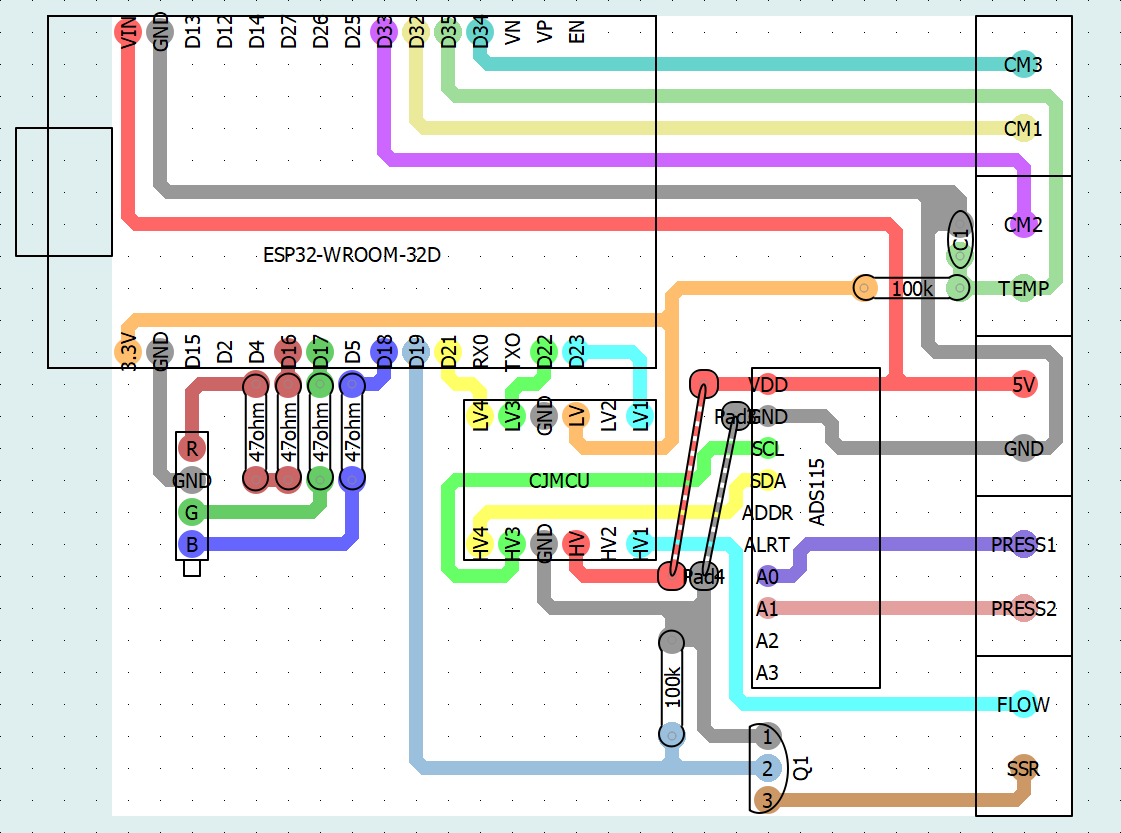 VIN GND D13 D12 D14 D27 D26 D25 D33 D32 D35 D34 VN VP EN
CM3
CM1
CM2
C1
ESP32-WROOM-32D
100k TEMP
3.3V GND D15 D2 D4 D16 D17 D5 D18 D19 D21 RX0 TXO D22 D23
VDD 5V
LV4 LV3 GND LV LV2 LV1 Pad3 GND
47ohm 47ohm 47ohm 47ohm
R SCL GND
GND CJMCU SDA
ADS115
G ADDR
B HV4 HV3 GND HV HV2 HV1 ALRT PRESS1
Pad4 A0
A1 PRESS2
A2
A3
100k
FLOW
1
2 Q1 SSR
3